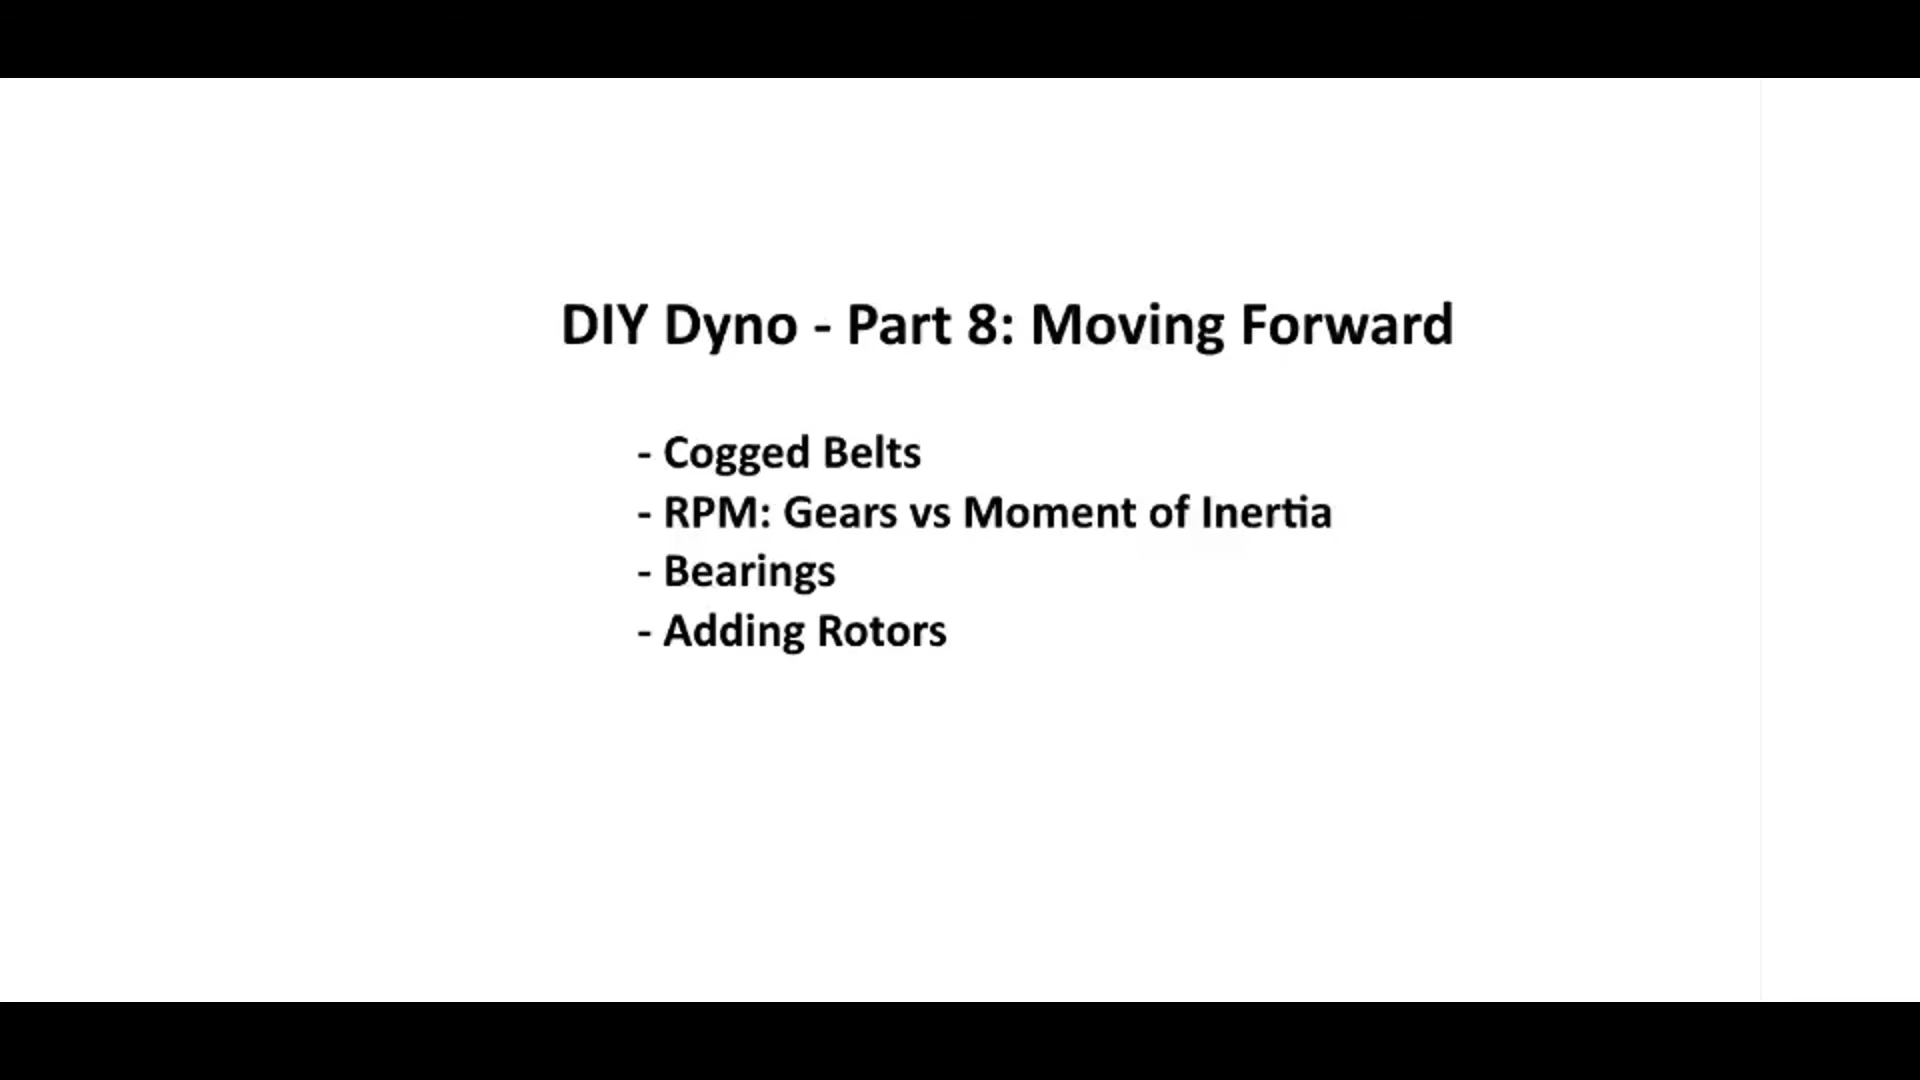 DIY Dyno - Part 8: Moving Forward
- Cogged Belts
- RPM: Gears vs Moment of Inertia
- Bearings
- Adding Rotors